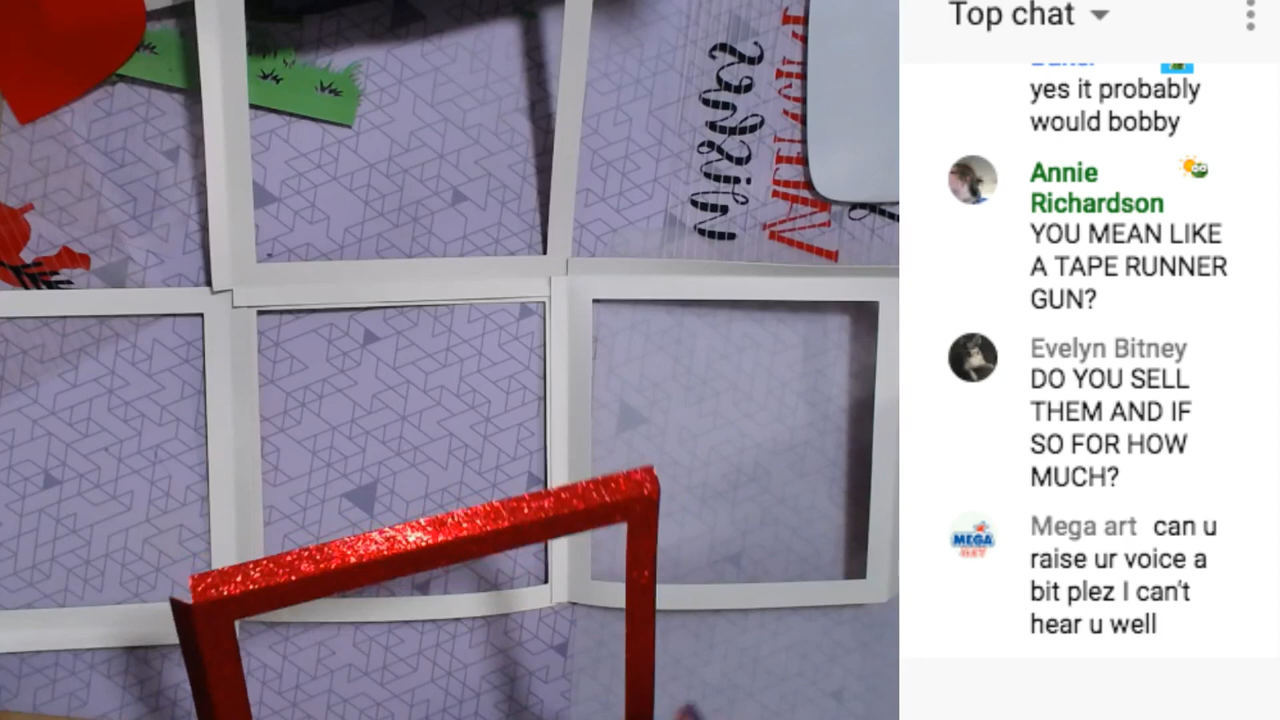 Top chat
yes it probably
would bobby
Annie
Richardson
YOU MEAN LIKE
A TAPE RUNNER
GUN?
Evelyn Bitney
DO YOU SELL
THEM AND IF
SO FOR HOW
MUCH?
MEGA
Mega art can u
raise ur voice a
bit plez I can't
hear u well